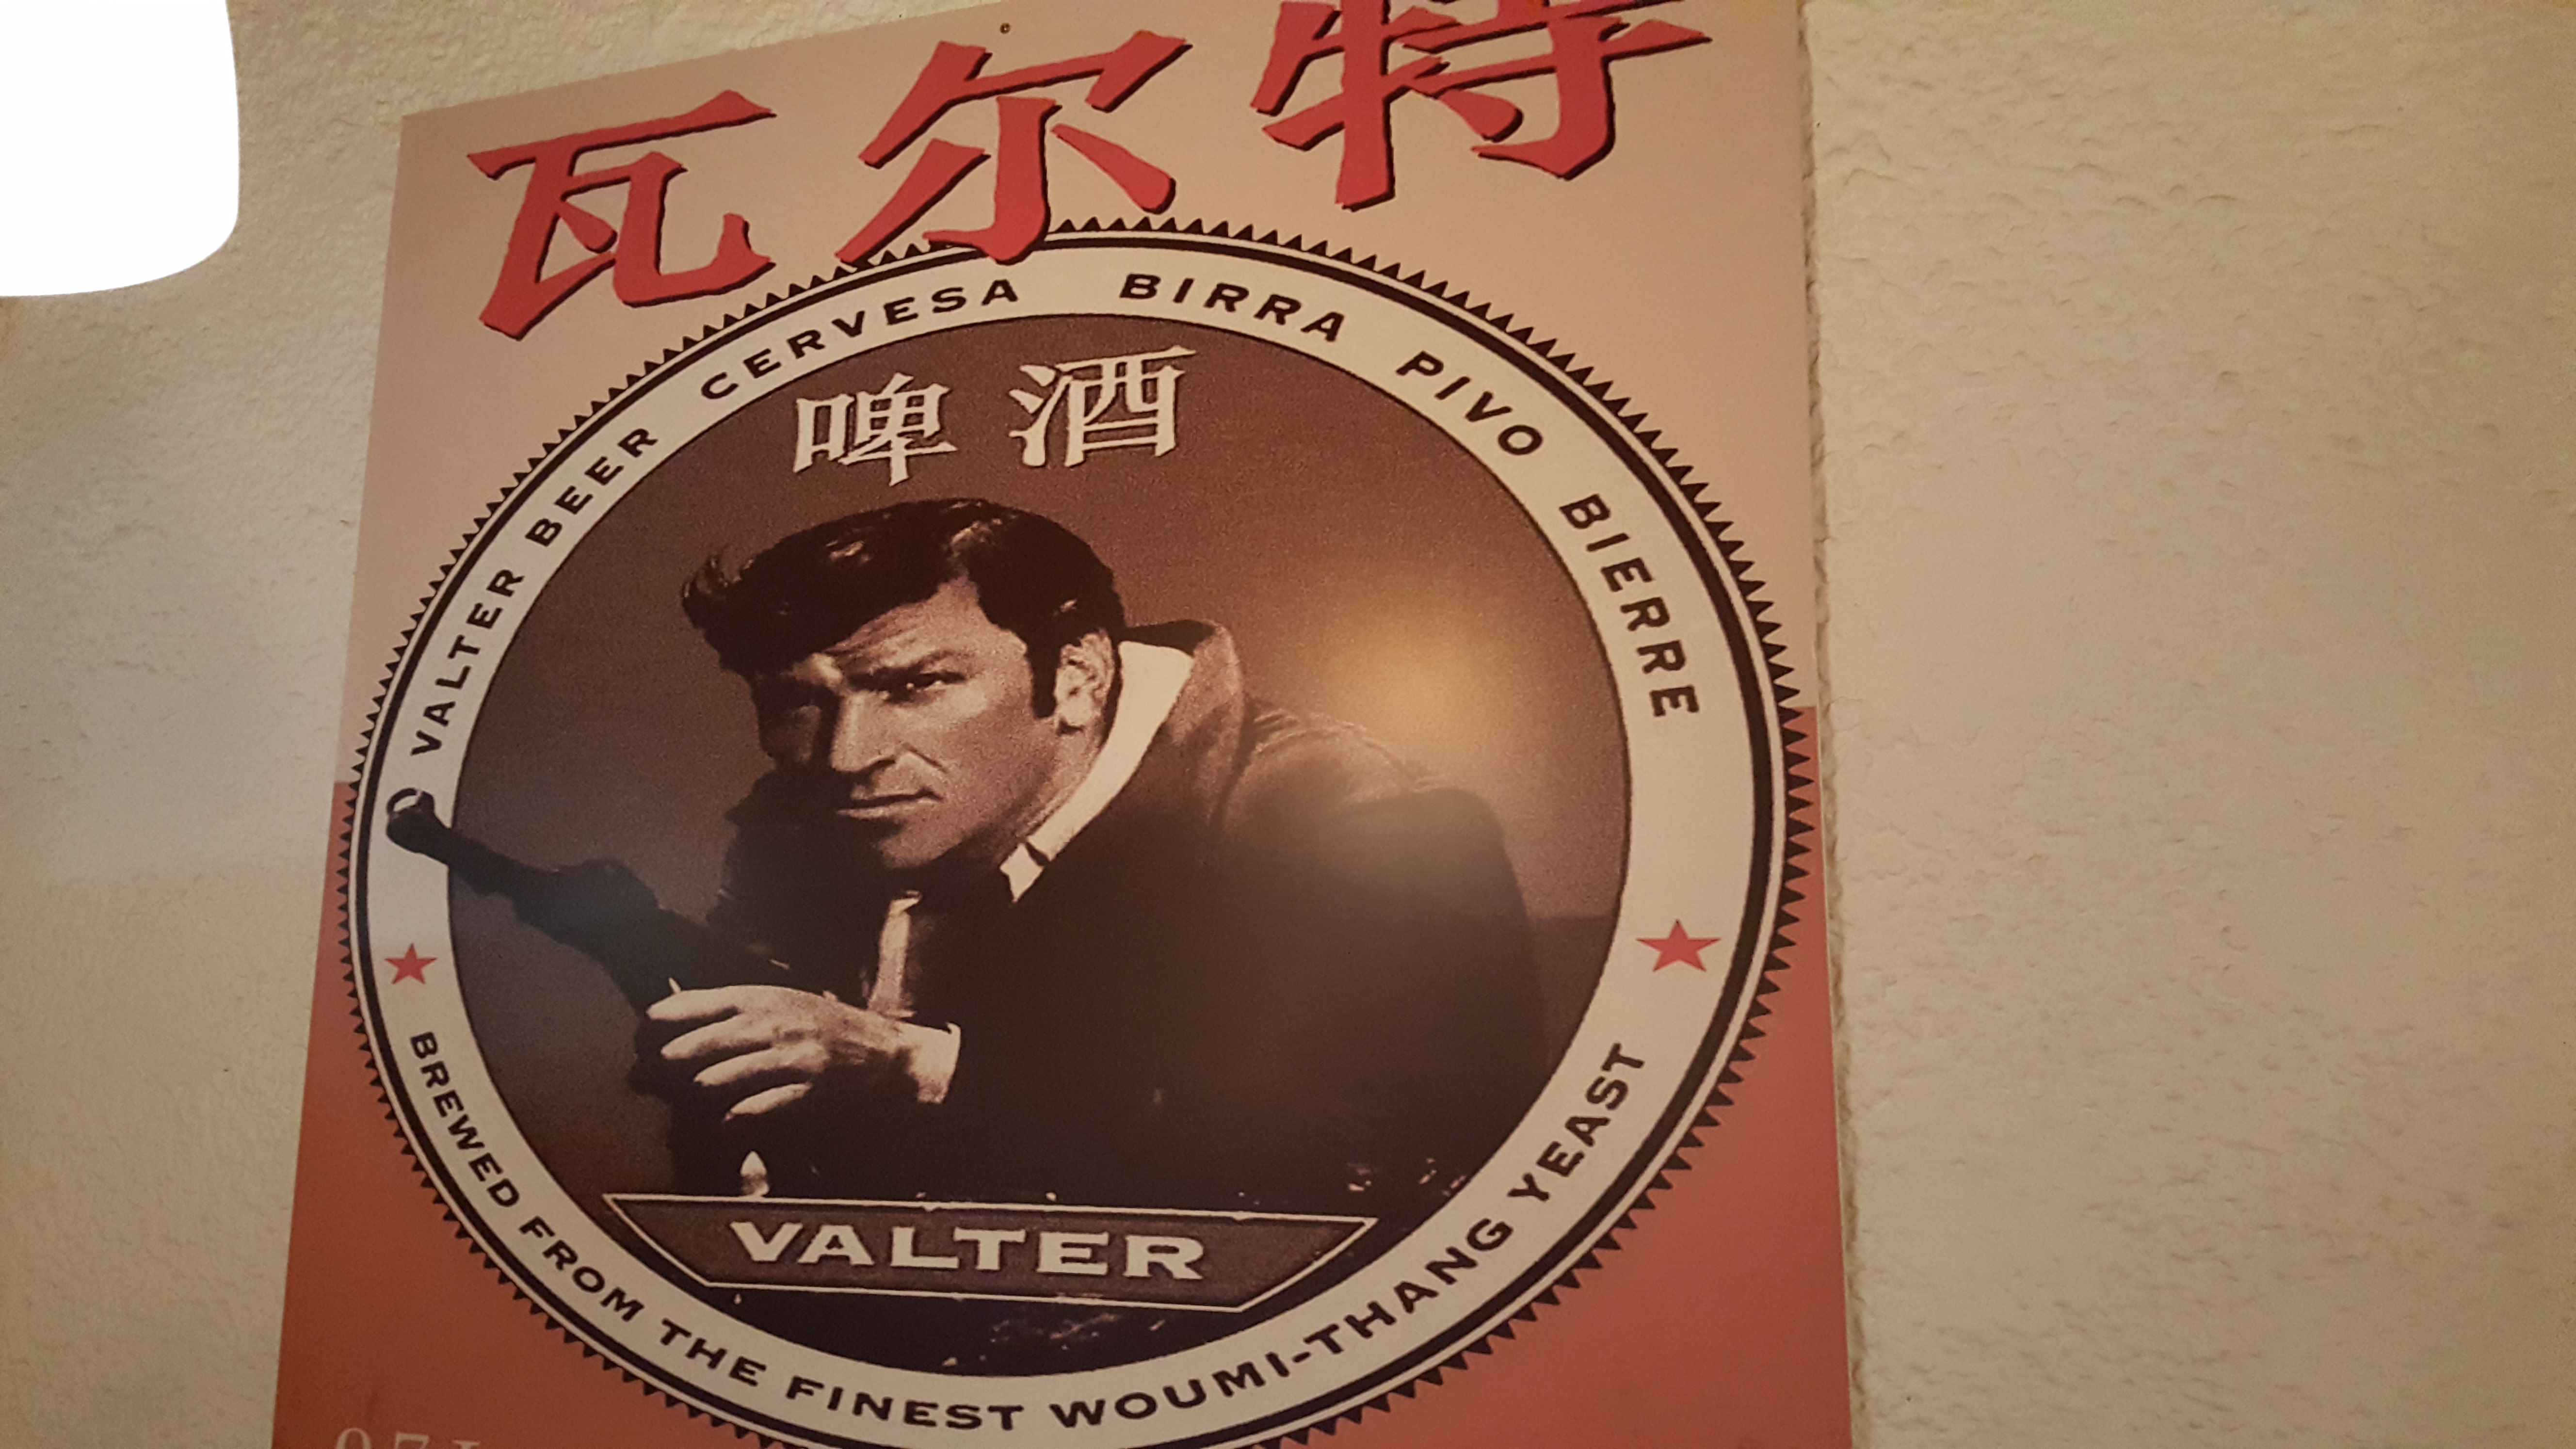 瓦尔特
VALTER BEER CERVESA BIRRA PIVO BIERRE
啤酒
VALTER
BREWED FROM THE FINEST WOUMI-THANG YEAST